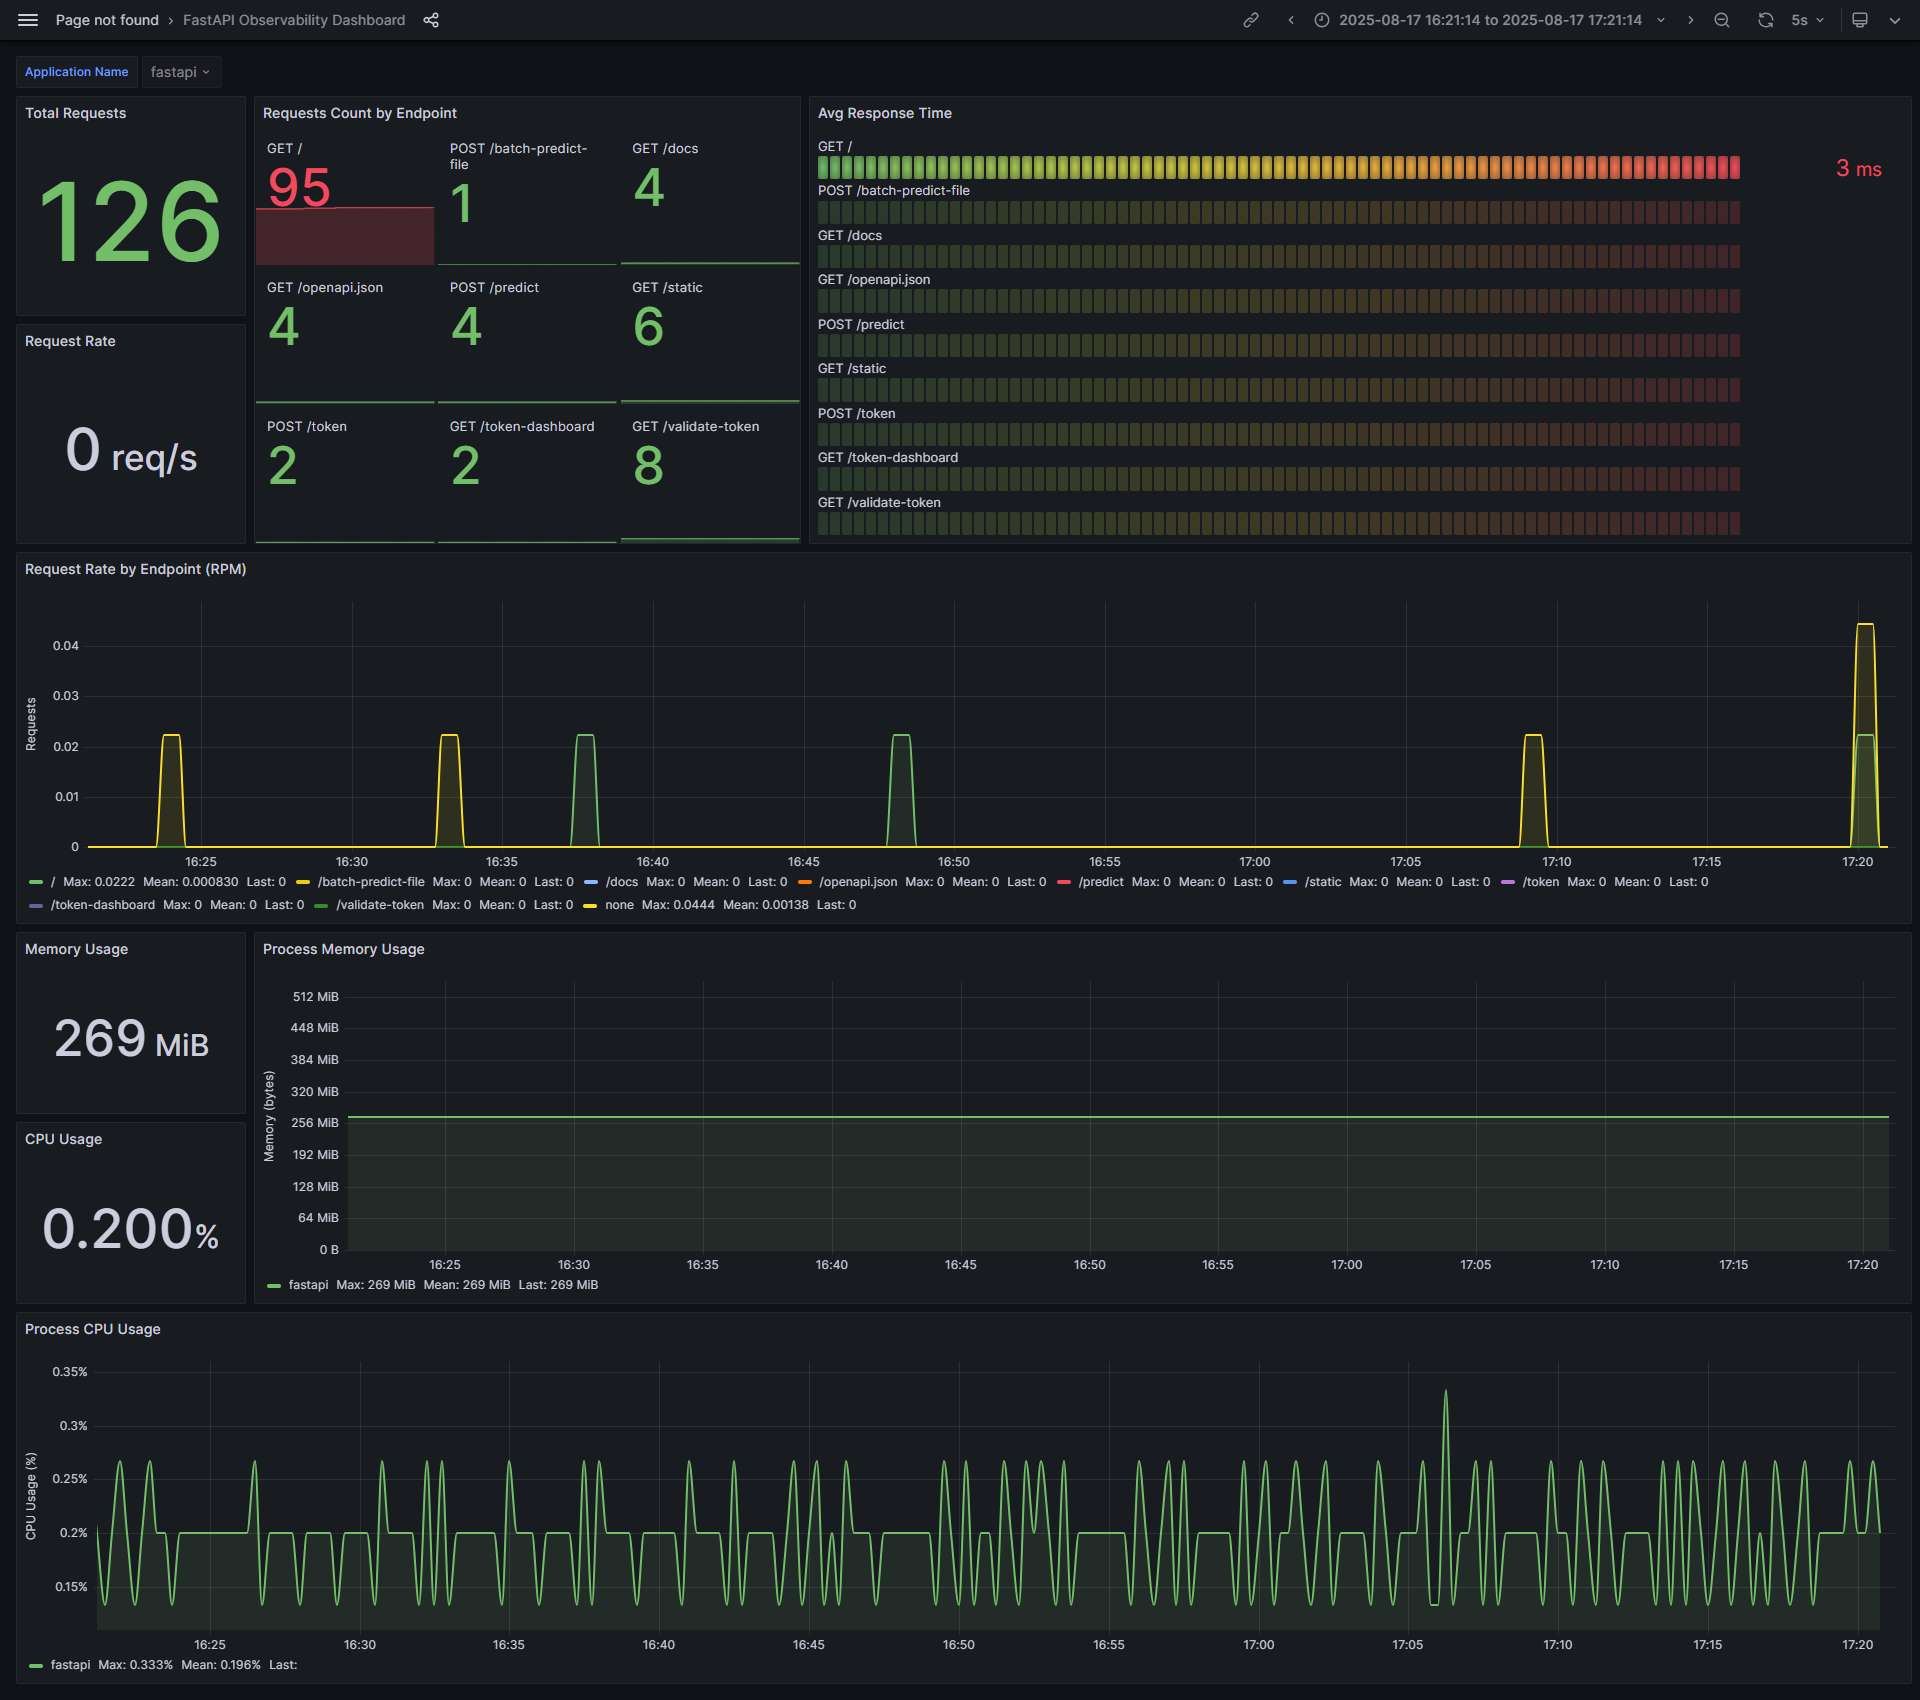 Page not found › FastAPI Observability Dashboard
2025-08-17 16:21:14 to 2025-08-17 17:21:14
5s
Application Name
fastapi
Total Requests
126
Request Rate
0 req/s
Requests Count by Endpoint
GET /
95
POST /batch-predict-
file
1
GET /docs
4
GET /openapi.json
4
POST /predict
4
GET /static
6
POST /token
2
GET /token-dashboard
2
GET /validate-token
8
Avg Response Time
GET /
3 ms
POST /batch-predict-file
GET /docs
GET /openapi.json
POST /predict
GET /static
POST /token
GET /token-dashboard
GET /validate-token
Request Rate by Endpoint (RPM)
Requests
0.04
0.03
0.02
0.01
0
16:25 16:30 16:35 16:40 16:45 16:50 16:55 17:00 17:05 17:10 17:15 17:20
/ Max: 0.0222 Mean: 0.000830 Last: 0 /batch-predict-file Max: 0 Mean: 0 Last: 0 /docs Max: 0 Mean: 0 Last: 0 /openapi.json Max: 0 Mean: 0 Last: 0 /predict Max: 0 Mean: 0 Last: 0 /static Max: 0 Mean: 0 Last: 0 /token Max: 0 Mean: 0 Last: 0
/token-dashboard Max: 0 Mean: 0 Last: 0 /validate-token Max: 0 Mean: 0 Last: 0 none Max: 0.0444 Mean: 0.00138 Last: 0
Memory Usage
269 MiB
CPU Usage
0.200%
Process Memory Usage
Memory (bytes)
512 MiB
448 MiB
384 MiB
320 MiB
256 MiB
192 MiB
128 MiB
64 MiB
0 B
16:25 16:30 16:35 16:40 16:45 16:50 16:55 17:00 17:05 17:10 17:15 17:20
fastapi Max: 269 MiB Mean: 269 MiB Last: 269 MiB
Process CPU Usage
CPU Usage (%)
0.35%
0.3%
0.25%
0.2%
0.15%
16:25 16:30 16:35 16:40 16:45 16:50 16:55 17:00 17:05 17:10 17:15 17:20
fastapi Max: 0.333% Mean: 0.196% Last: